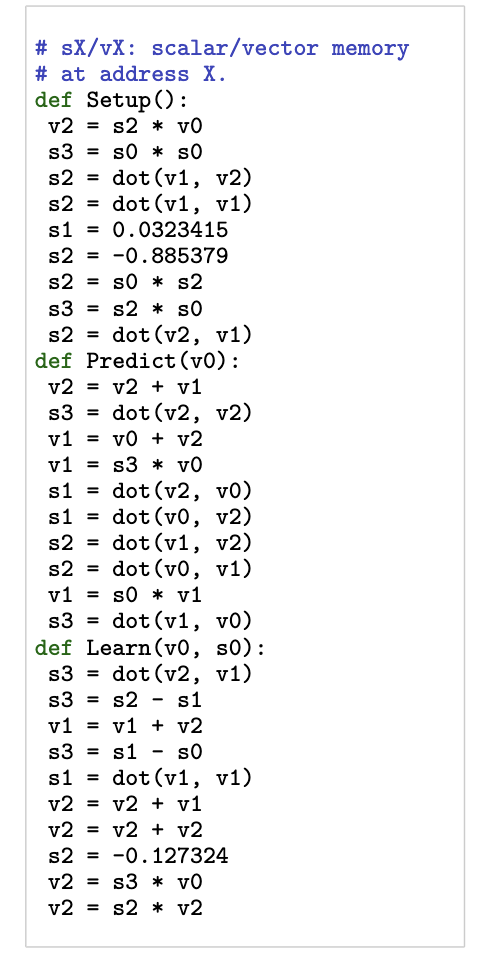 # sX/vX: scalar/vector memory
# at address X.
def Setup():
 v2 = s2 * v0
 s3 = s0 * s0
 s2 = dot(v1, v2)
 s2 = dot(v1, v1)
 s1 = 0.0323415
 s2 = -0.885379
 s2 = s0 * s2
 s3 = s2 * s0
 s2 = dot(v2, v1)
def Predict(v0):
 v2 = v2 + v1
 s3 = dot(v2, v2)
 v1 = v0 + v2
 v1 = s3 * v0
 s1 = dot(v2, v0)
 s1 = dot(v0, v2)
 s2 = dot(v1, v2)
 s2 = dot(v0, v1)
 v1 = s0 * v1
 s3 = dot(v1, v0)
def Learn(v0, s0):
 s3 = dot(v2, v1)
 s3 = s2 - s1
 v1 = v1 + v2
 s3 = s1 - s0
 s1 = dot(v1, v1)
 v2 = v2 + v1
 v2 = v2 + v2
 s2 = -0.127324
 v2 = s3 * v0
 v2 = s2 * v2